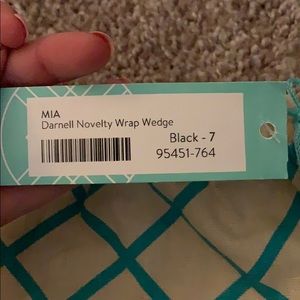 MIA
Darnell Novelty Wrap Wedge
Black - 7
95451-764